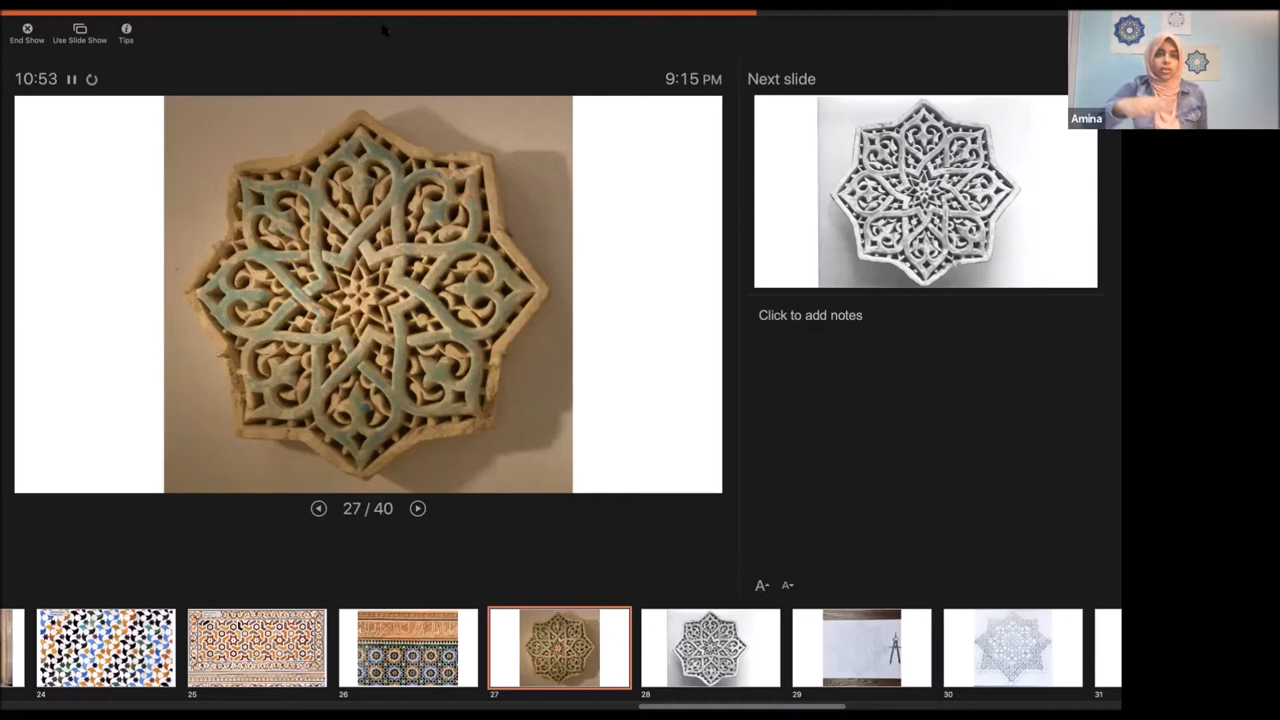 End Show
Use Slide Show
Tips
10:53
9:15 PM
Next slide
Amina
Click to add notes
27 / 40
A
A
24
25
26
27
28
29
30
31